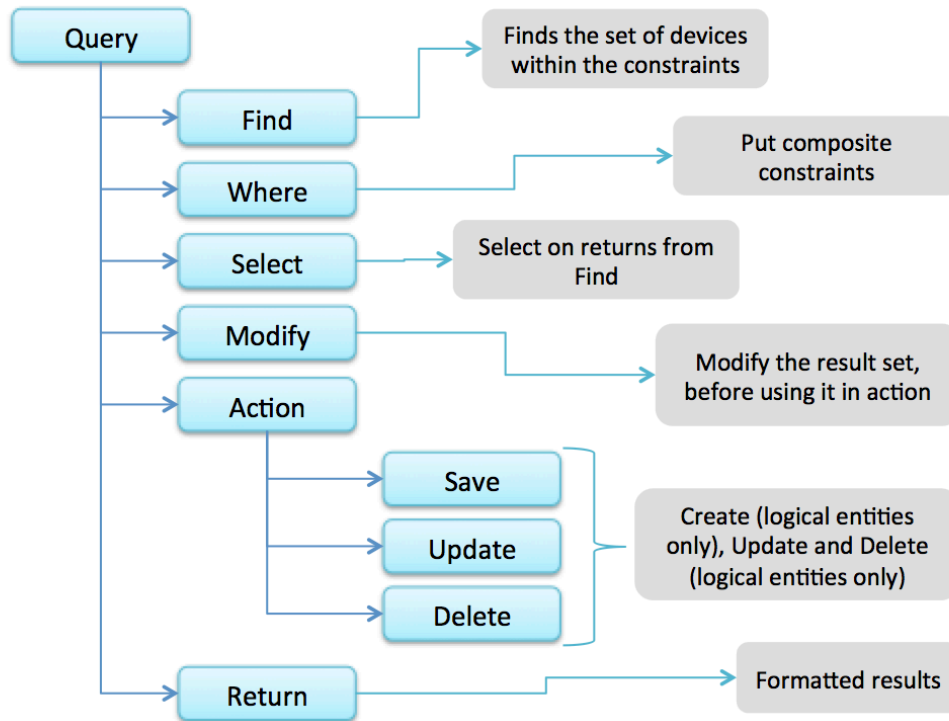 Query
Finds the set of devices
within the constraints
Find
Put composite
constraints
Where
Select
Select on returns from
Find
Modify
Modify the result set,
before using it in action
Action
Save
Update
Create (logical entities
only), Update and Delete
(logical entities only)
Delete
Return
Formatted results